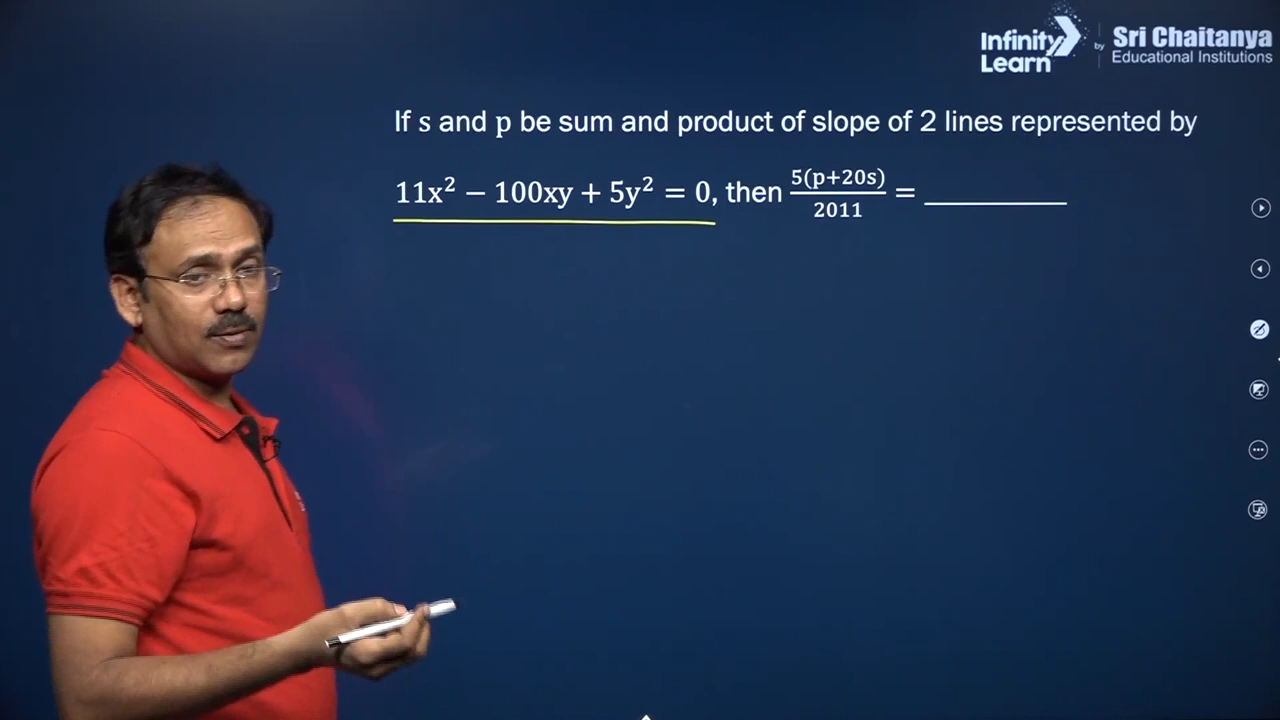 Infinity Learn by Sri Chaitanya Educational Institutions
If s and p be sum and product of slope of 2 lines represented by
11x² − 100xy + 5y² = 0, then 5(p+20s)/2011 = ________